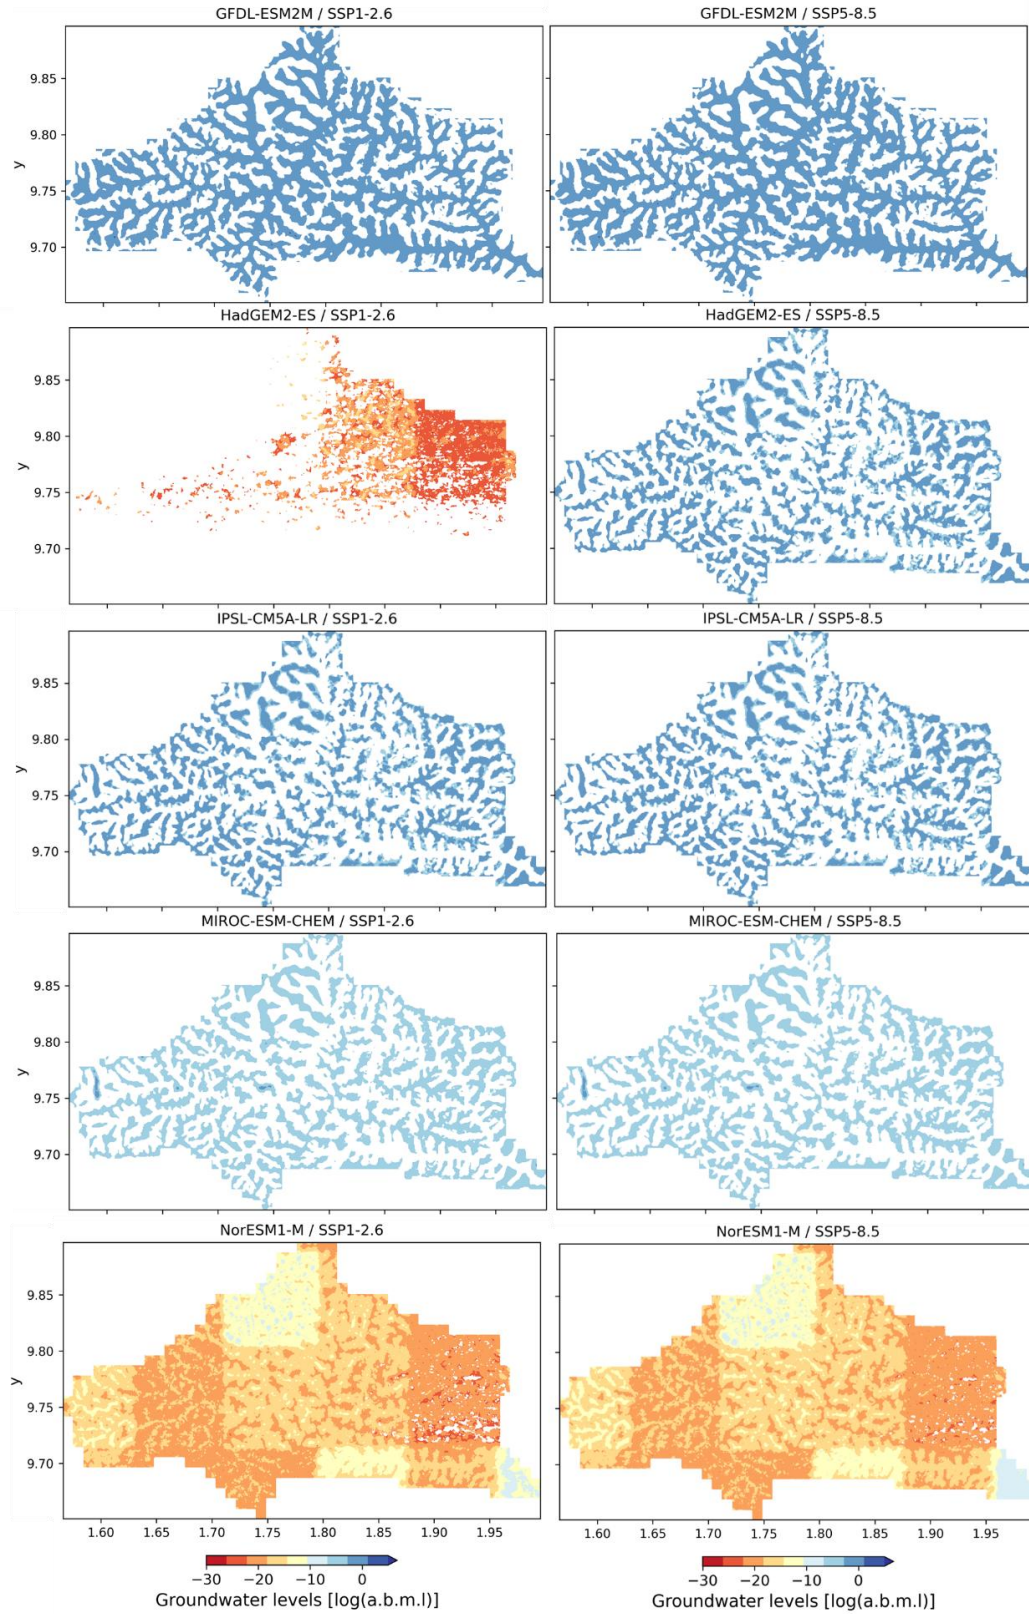 GFDL-ESM2M / SSP1-2.6 GFDL-ESM2M / SSP5-8.5
9.85
9.80
y
9.75
9.70
HadGEM2-ES / SSP1-2.6 HadGEM2-ES / SSP5-8.5
9.85
9.80
y
9.75
9.70
IPSL-CM5A-LR / SSP1-2.6 IPSL-CM5A-LR / SSP5-8.5
9.85
9.80
y
9.75
9.70
MIROC-ESM-CHEM / SSP1-2.6 MIROC-ESM-CHEM / SSP5-8.5
9.85
9.80
y
9.75
9.70
NorESM1-M / SSP1-2.6 NorESM1-M / SSP5-8.5
9.85
9.80
y
9.75
9.70
1.60 1.65 1.70 1.75 1.80 1.85 1.90 1.95 1.60 1.65 1.70 1.75 1.80 1.85 1.90 1.95
−30 −20 −10 0 −30 −20 −10 0
Groundwater levels [log(a.b.m.l)] Groundwater levels [log(a.b.m.l)]